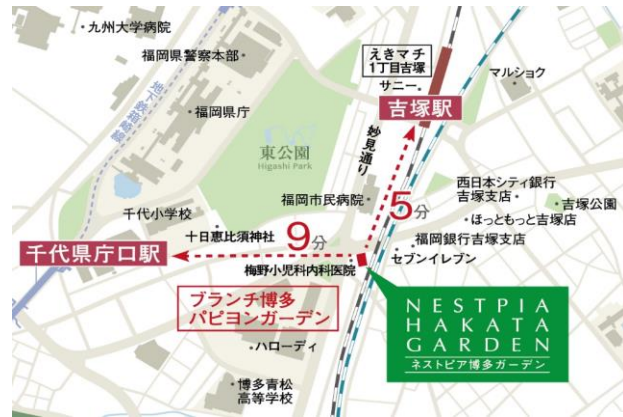 九州大学病院
福岡県警察本部
えきマチ
1丁目吉塚
サニー
マルショク
地下鉄箱崎線
福岡県庁
吉塚駅
妙見通り
東公園
Higashi Park
西日本シティ銀行
吉塚支店
吉塚公園
福岡市民病院
千代小学校
5分
ほっともっと吉塚店
十日恵比須神社
9分
福岡銀行吉塚支店
千代県庁口駅
セブンイレブン
梅野小児科内科医院
ブランチ博多
パピヨンガーデン
NESTPIA
HAKATA
GARDEN
ネストピア博多ガーデン
ハローディ
博多青松
高等学校